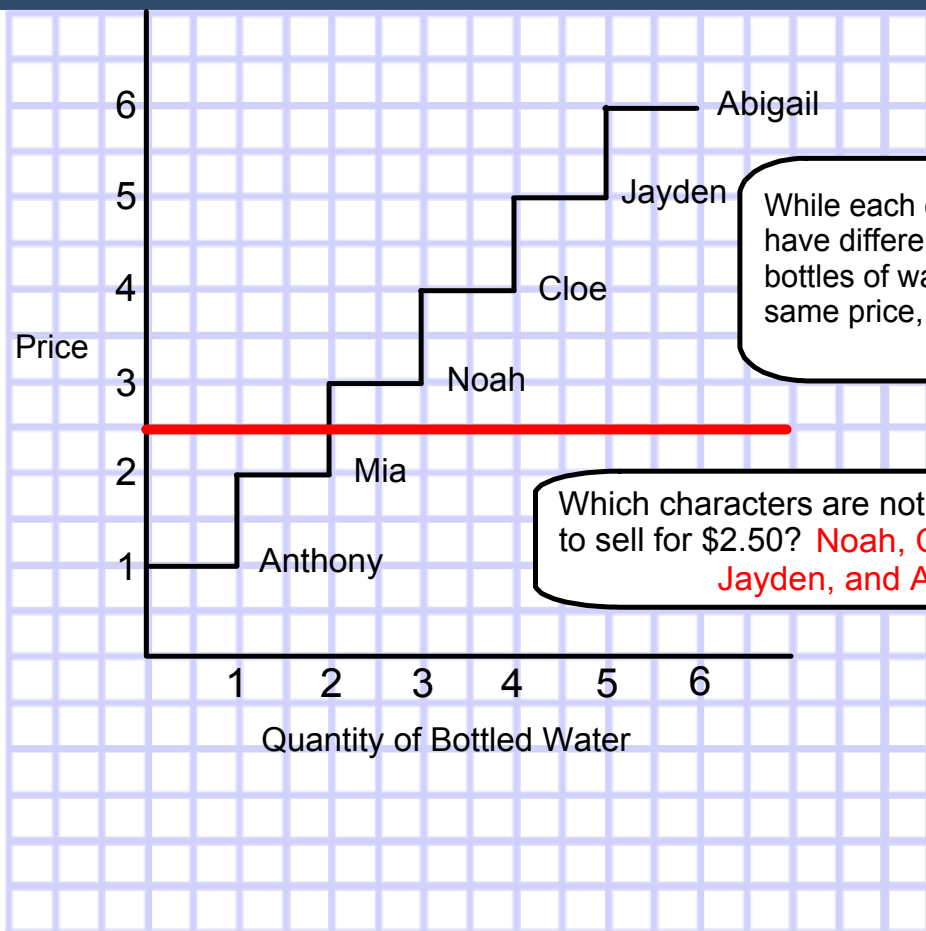 6
Abigail
5
Jayden
While each
have
bottles of
same price,
4
Cloe
Price
3
Noah
2
Mia
Which characters are not
to sell for $2.50? Noah,
Jayden, and
1
Anthony
1 2 3 4 5 6
Quantity of Bottled Water